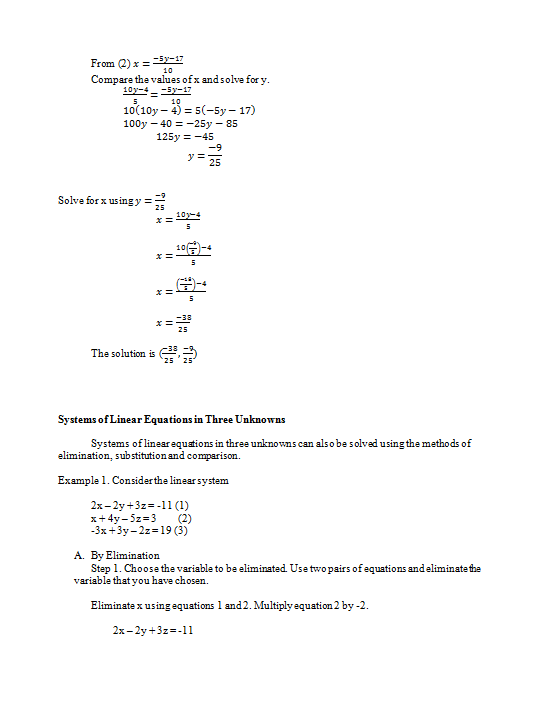 From (2) x = \frac{-5y-17}{10}
Compare the values of x and solve for y.
\frac{10y-4}{5} = \frac{-5y-17}{10}
10(10y − 4) = 5(−5y − 17)
100y − 40 = −25y − 85
125y = −45
y = \frac{-9}{25}
Solve for x using y = \frac{-9}{25}
x = \frac{10y-4}{5}
x = \frac{10(\frac{-9}{5})-4}{5}
x = \frac{(\frac{-18}{5})-4}{5}
x = \frac{-38}{25}
The solution is (\frac{-38}{25}, \frac{-9}{25})
Systems of Linear Equations in Three Unknowns
Systems of linear equations in three unknowns can also be solved using the methods of
elimination, substitution and comparison.
Example 1. Consider the linear system
2x – 2y + 3z = -11 (1)
x + 4y – 5z = 3 (2)
-3x + 3y – 2z = 19 (3)
A. By Elimination
Step 1. Choose the variable to be eliminated. Use two pairs of equations and eliminate the
variable that you have chosen.
Eliminate x using equations 1 and 2. Multiply equation 2 by -2.
2x – 2y + 3z = -11